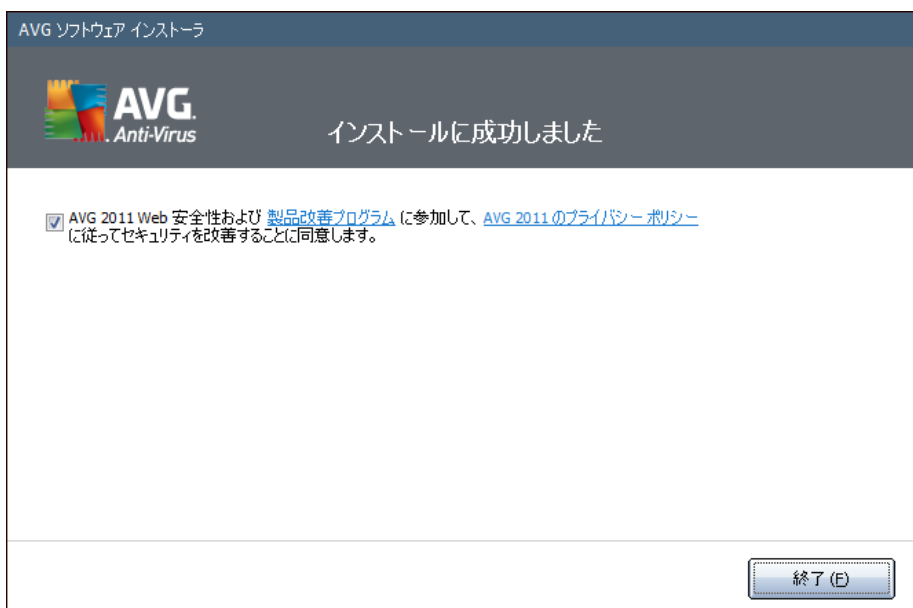 AVG ソフトウェア インストーラ
AVG.
Anti-Virus
インストールに成功しました
AVG 2011 Web 安全性および 製品改善プログラム に参加して、 AVG 2011 のプライバシー ポリシー
に従ってセキュリティを改善することに同意します。
終了(F)